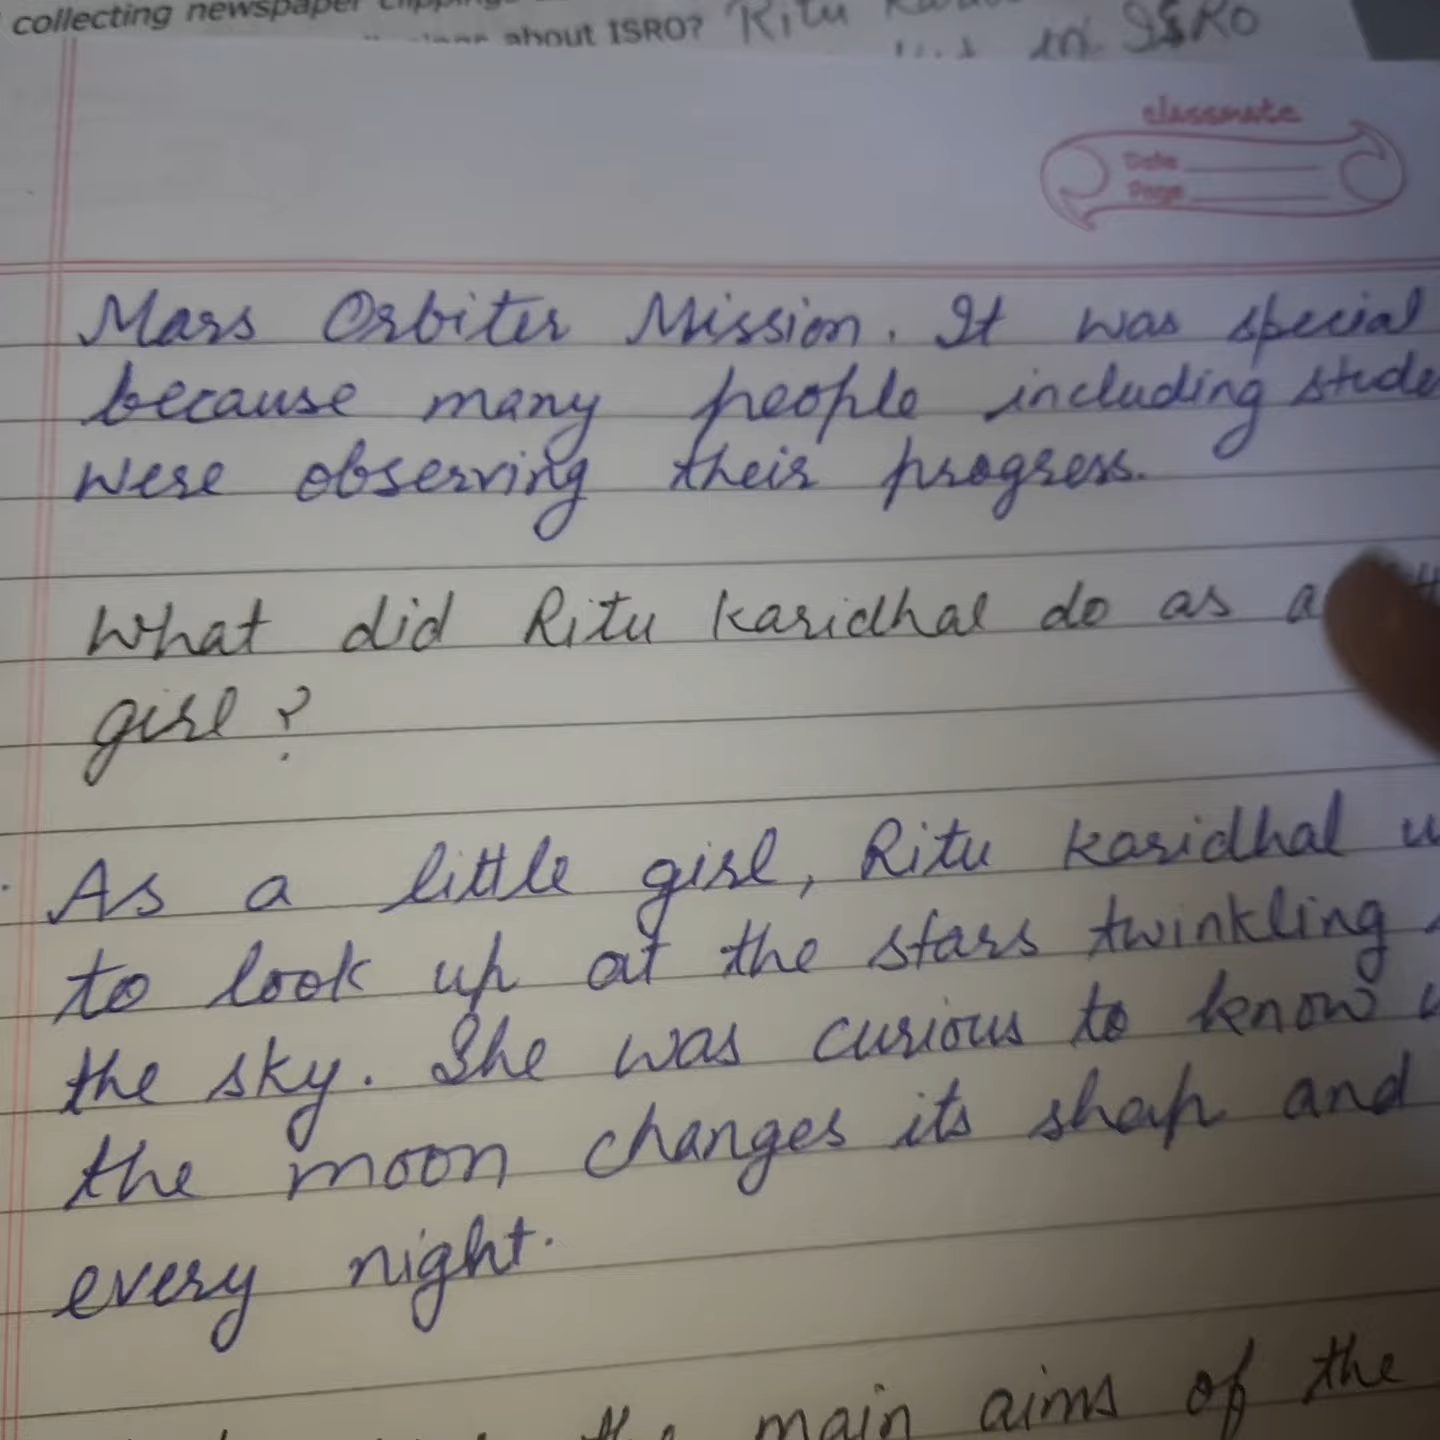 collecting newspaper
about ISRO? Ritu
in ISRO
classmate
Date
Page
Mars Orbiter Mission. It was special
because many people including stude
were observing their progress.
What did Ritu karidhal do as a
girl?
As a little girl, Ritu karidhal u
to look up at the stars twinkling
the sky. She was curious to know
the moon changes its shap and
every night.
the main aims of the